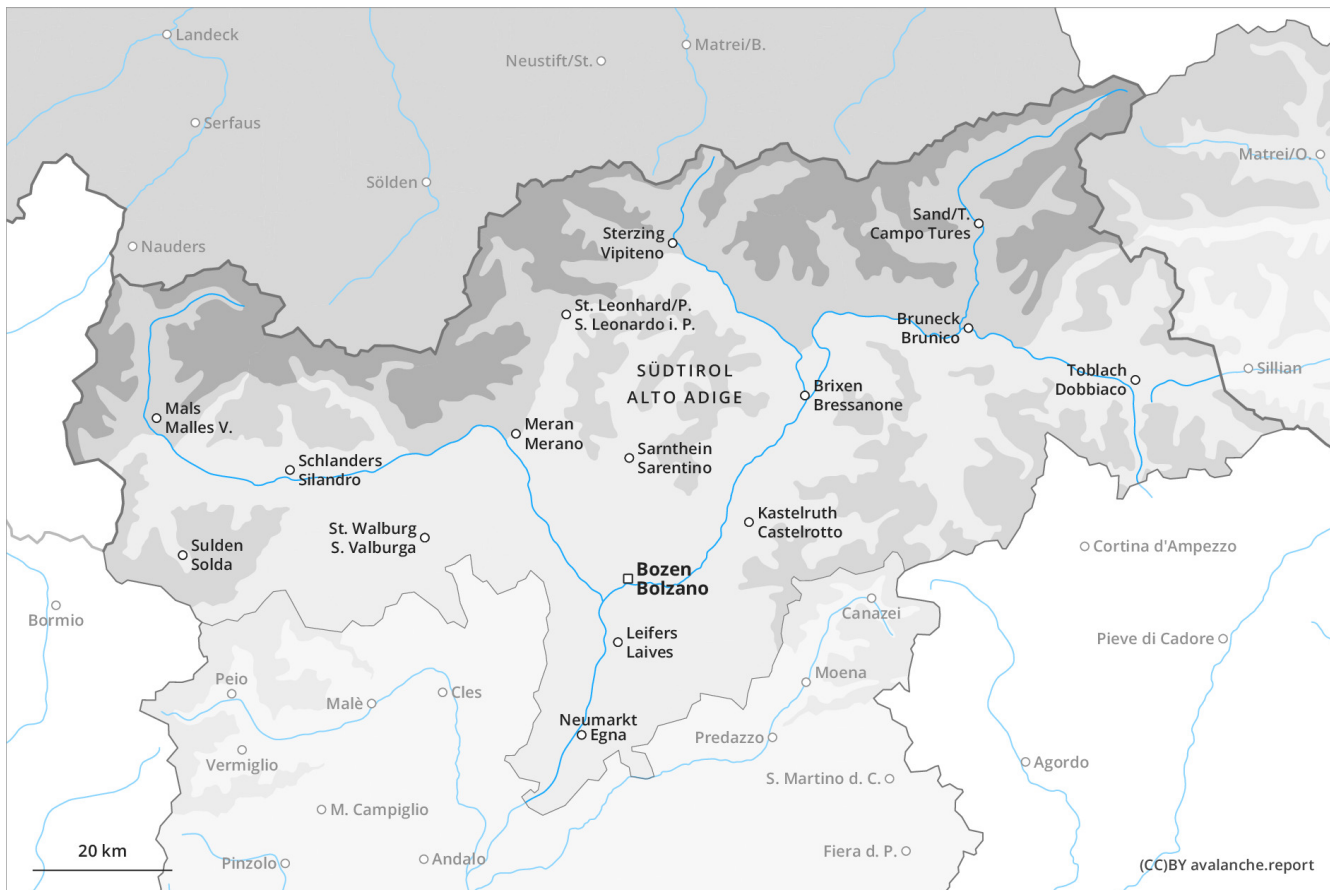 Landeck
Matrei/B.
Neustift/St.
Serfaus
Matrei/O.
Sölden
Sand/T.
Campo Tures
Nauders
Sterzing
Vipiteno
St. Leonhard/P.
S. Leonardo i. P.
Bruneck
Brunico
SÜDTIROL
ALTO ADIGE
Toblach
Dobbiaco
Sillian
Brixen
Bressanone
Mals
Malles V.
Meran
Merano
Sarnthein
Sarentino
Schlanders
Silandro
Kastelruth
Castelrotto
St. Walburg
S. Valburga
Sulden
Solda
Cortina d'Ampezzo
Bozen
Bolzano
Bormio
Canazei
Leifers
Laives
Pieve di Cadore
Peio
Malè
Cles
Moena
Neumarkt
Egna
Predazzo
Vermiglio
Agordo
S. Martino d. C.
M. Campiglio
20 km
Pinzolo
Andalo
Fiera d. P.
(CC)BY avalanche.report